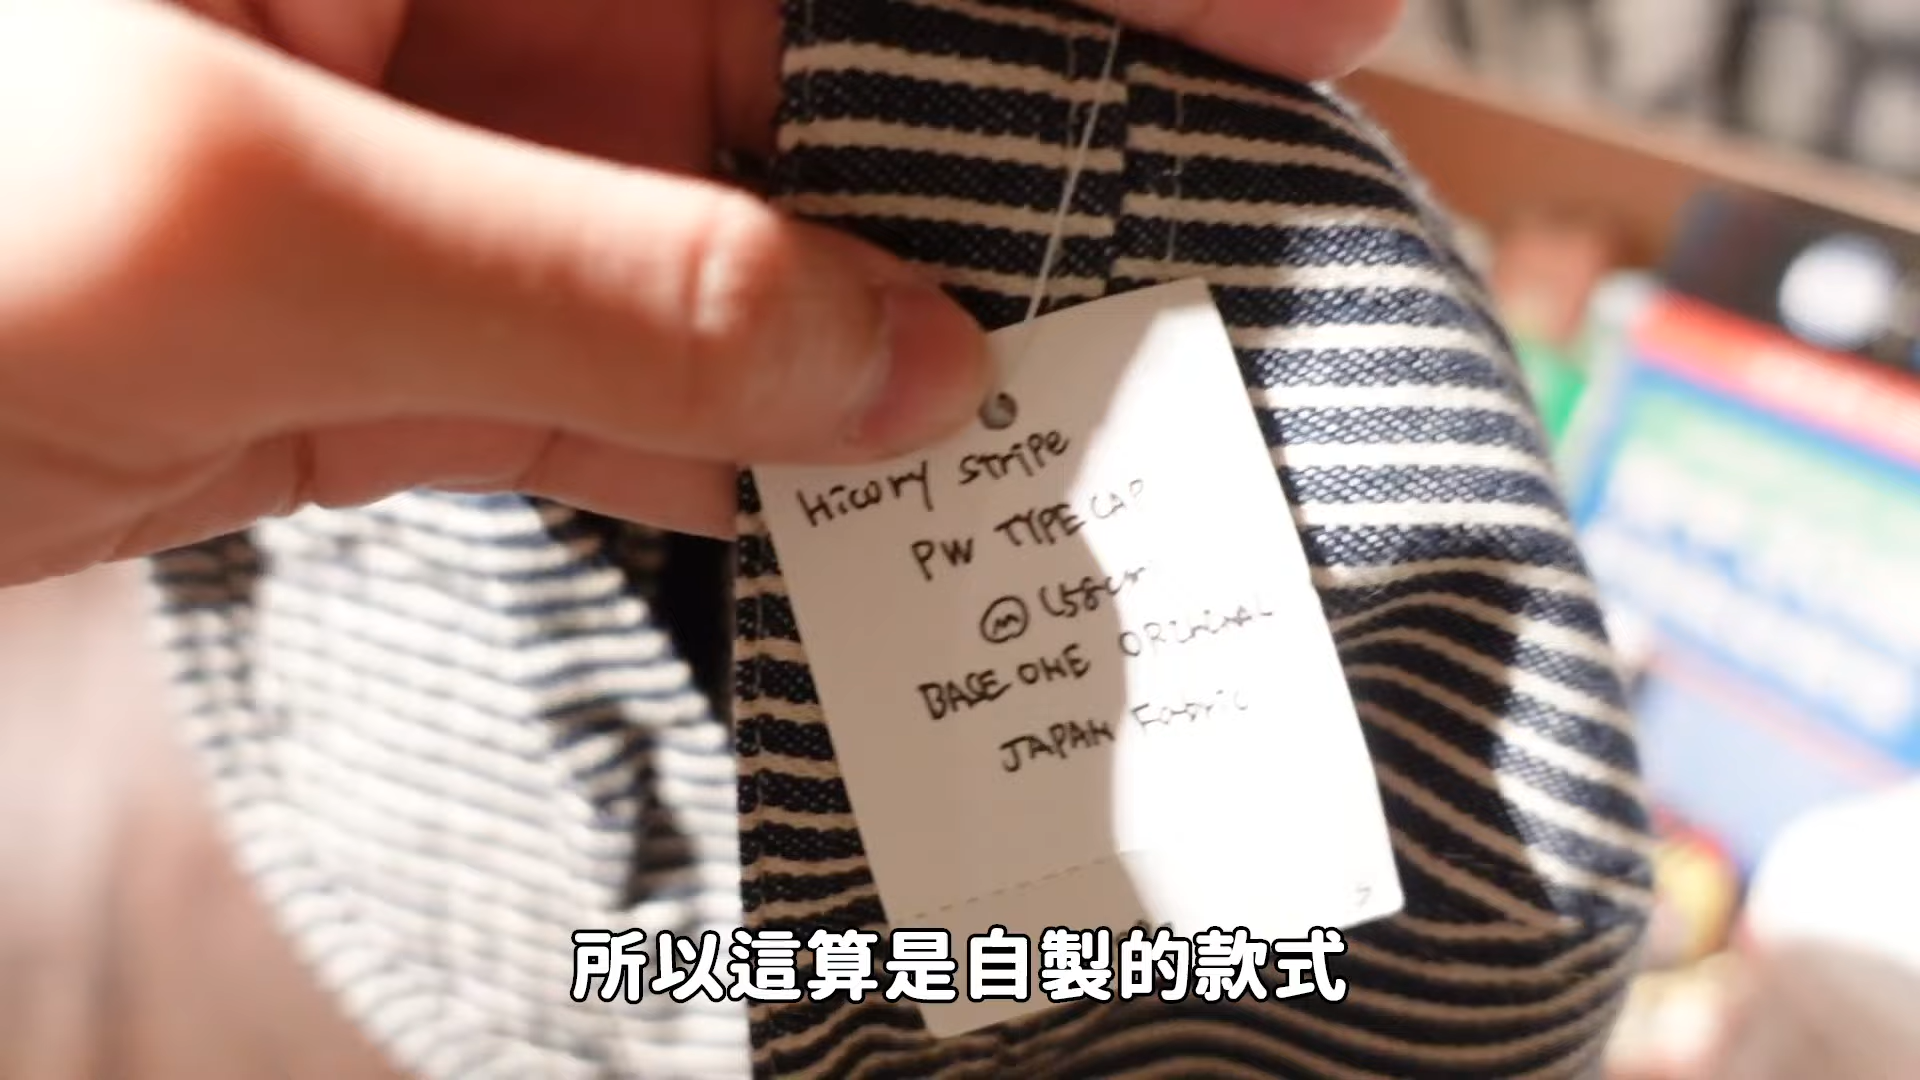 Hicory stripe
PW TYPE CAP
Ⓜ (58cm
BASE ONE ORIGINAL
JAPAN Fabric
所以這算是自製的款式